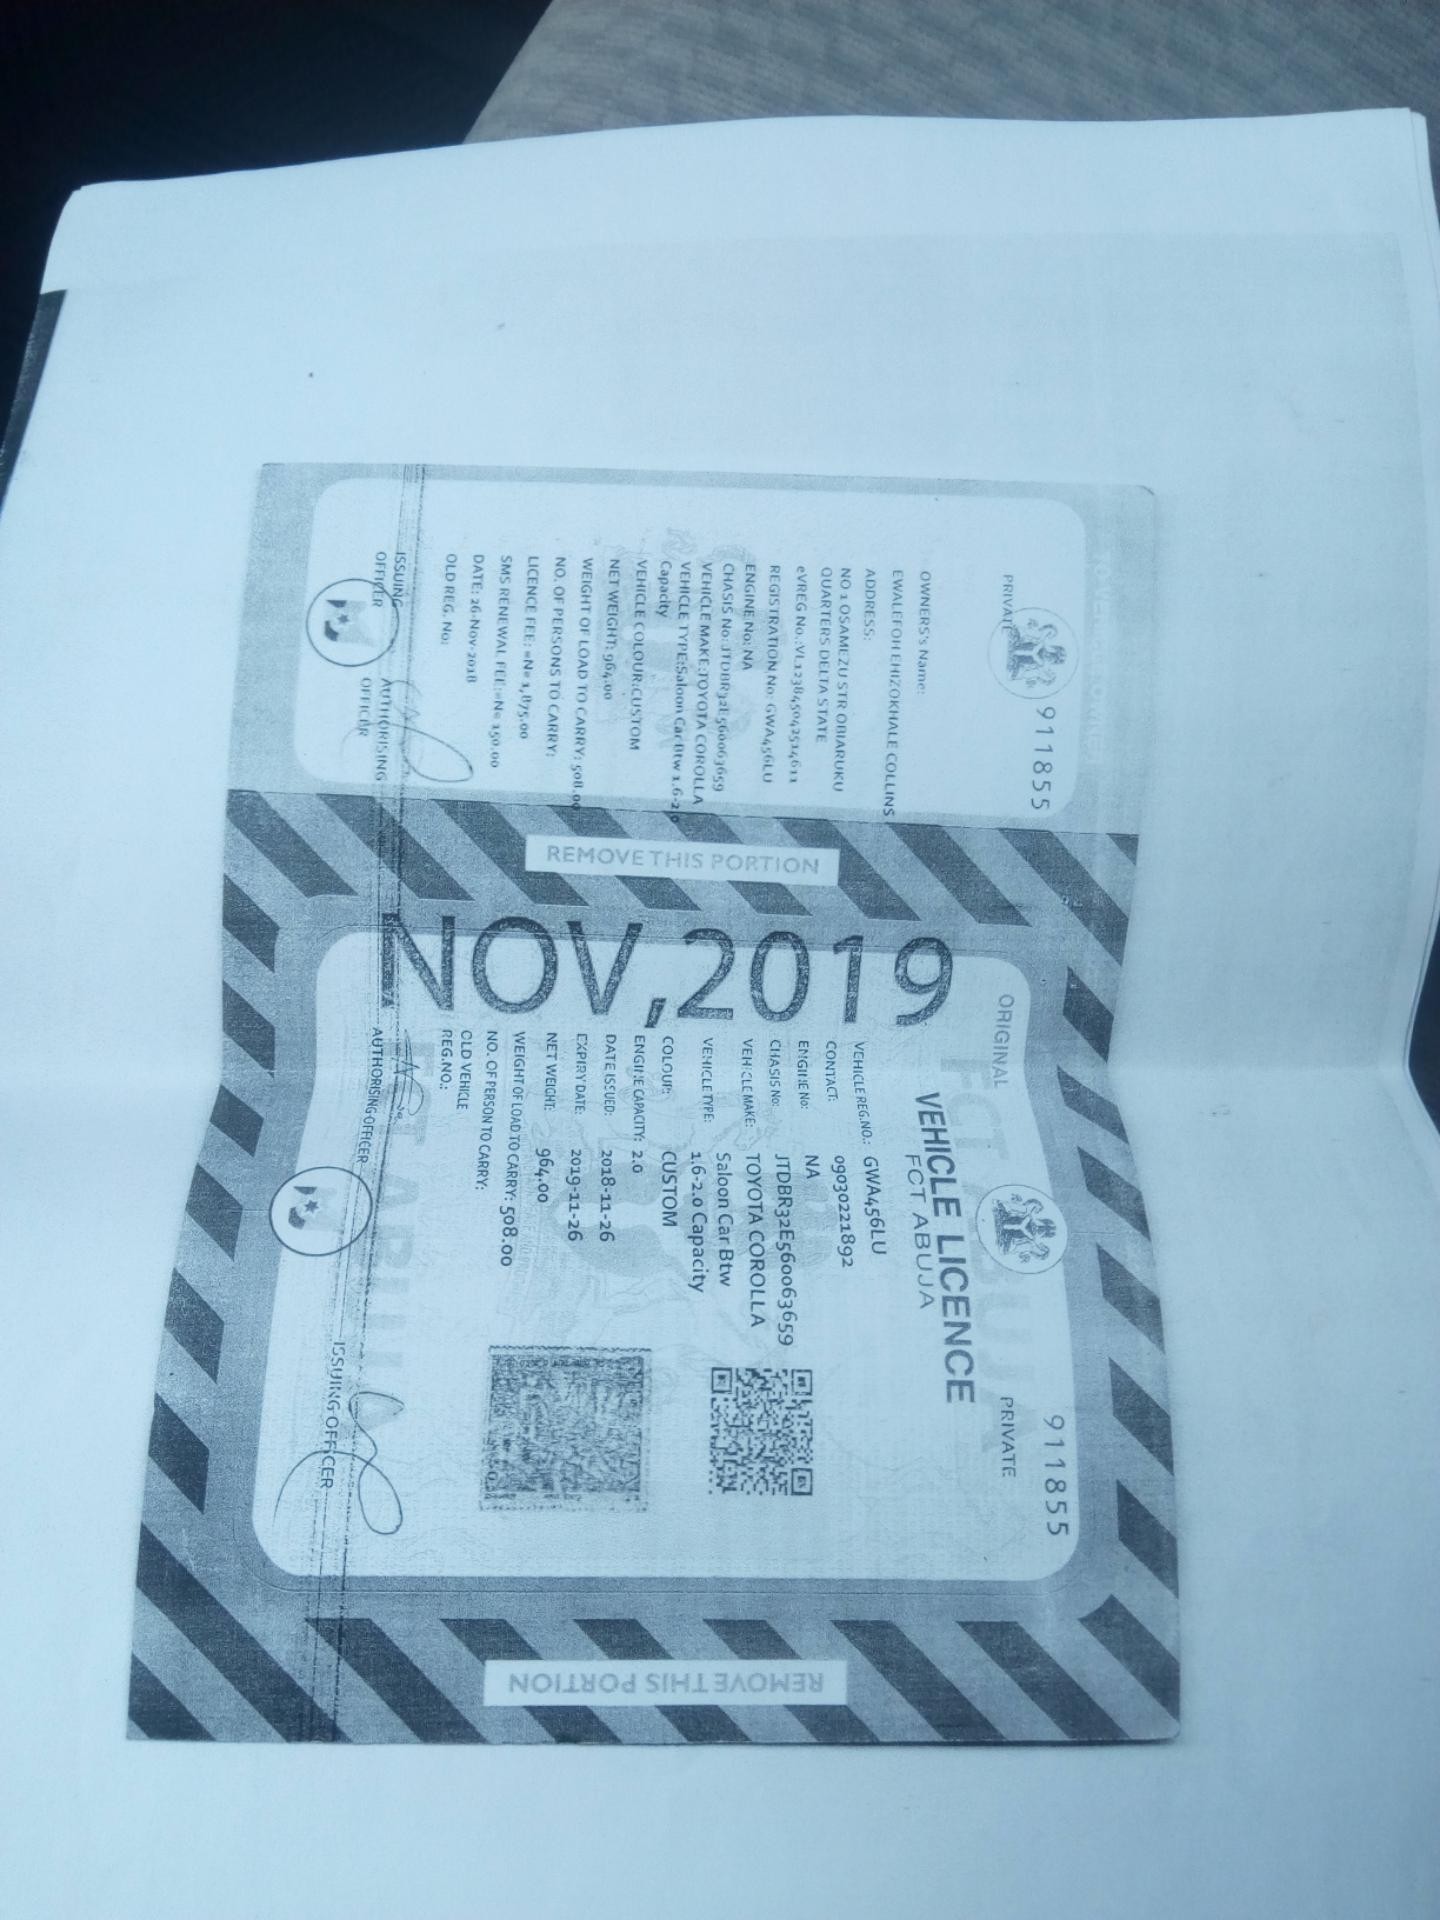 PRIVATE
911855
OWNERS's Name:
EWALEFOH EHIZOKHALE COLLINS
ADDRESS:
NO 1 OSAMEZU STR OBIARUKU
QUARTERS DELTA STATE
eVREG No.:VL123845042514611
REGISTRATION No: GWA456LU
ENGINE No: NA
CHASIS No: JTDBR32E560063659
VEHICLE MAKE:TOYOTA COROLLA
VEHICLE TYPE:Saloon Car Btw 1.6-2.0
Capacity
VEHICLE COLOUR:CUSTOM
NET WEIGHT: 964.00
WEIGHT OF LOAD TO CARRY: 508.00
NO. OF PERSONS TO CARRY:
LICENCE FEE: =N= 1,875.00
SMS RENEWAL FEE:=N= 150.00
DATE: 26-Nov-2018
OLD REG. No:
ISSUING
OFFICER
AUTHORISING
OFFICER
REMOVE THIS PORTION
NOV,2019
ORIGINAL
PRIVATE
911855
VEHICLE LICENCE
FCT ABUJA
VEHICLE REG.NO.: GWA456LU
CONTACT: 09030221892
ENGINE No: NA
CHASIS No: JTDBR32E560063659
VEHICLE MAKE: TOYOTA COROLLA
VEHICLE TYPE: Saloon Car Btw
1.6-2.0 Capacity
COLOUR: CUSTOM
ENGINE CAPACITY: 2.0
DATE ISSUED: 2018-11-26
EXPIRY DATE: 2019-11-26
NET WEIGHT: 964.00
WEIGHT OF LOAD TO CARRY: 508.00
NO. OF PERSON TO CARRY:
OLD VEHICLE
REG.NO.:
AUTHORISING OFFICER
ISSUING OFFICER
FCT ABUJA
REMOVE THIS PORTION